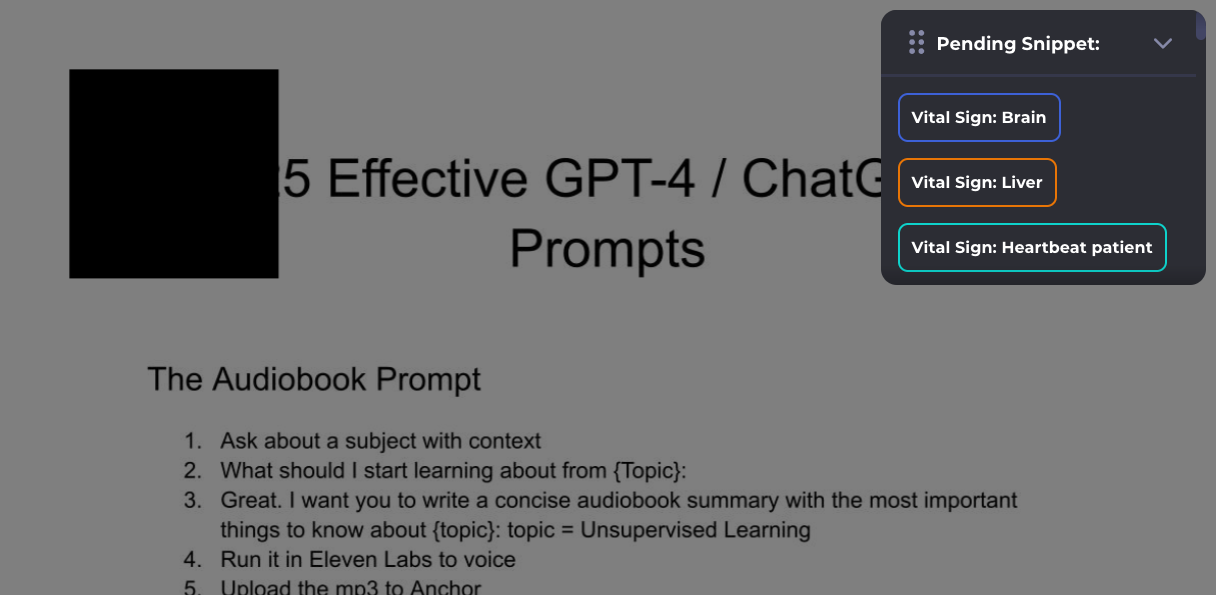 5 Effective GPT-4 / Chat
Prompts
Pending Snippet:
Vital Sign: Brain
Vital Sign: Liver
Vital Sign: Heartbeat patient
The Audiobook Prompt
1. Ask about a subject with context
2. What should I start learning about from {Topic}:
3. Great. I want you to write a concise audiobook summary with the most important
things to know about {topic}: topic = Unsupervised Learning
4. Run it in Eleven Labs to voice
5. Upload the mp3 to Anchor